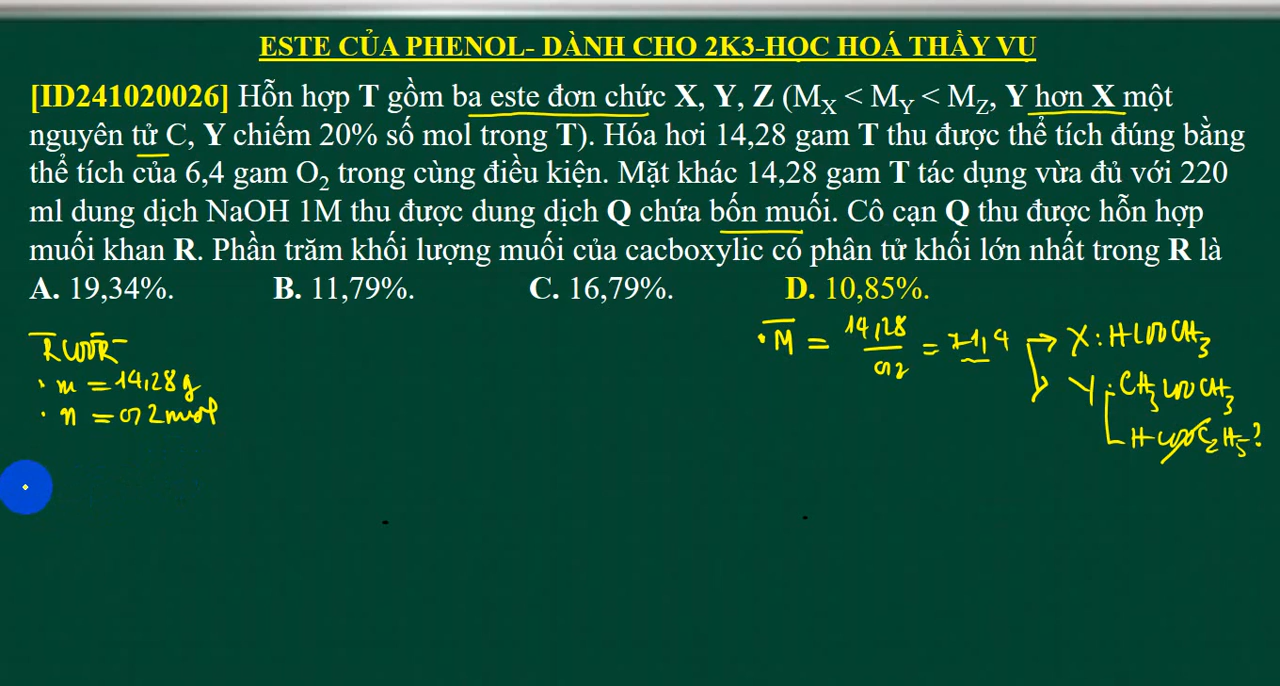 ESTE CỦA PHENOL- DÀNH CHO 2K3-HỌC HOÁ THẦY VỤ
[ID241020026] Hỗn hợp T gồm ba este đơn chức X, Y, Z (MX < MY < MZ, Y hơn X một
nguyên tử C, Y chiếm 20% số mol trong T). Hóa hơi 14,28 gam T thu được thể tích đúng bằng
thể tích của 6,4 gam O2 trong cùng điều kiện. Mặt khác 14,28 gam T tác dụng vừa đủ với 220
ml dung dịch NaOH 1M thu được dung dịch Q chứa bốn muối. Cô cạn Q thu được hỗn hợp
muối khan R. Phần trăm khối lượng muối của cacboxylic có phân tử khối lớn nhất trong R là
A. 19,34%. B. 11,79%. C. 16,79%. D. 10,85%.
RCOOR
• m = 14,28g
• n = 0,2 mol
• M = 14,28 / 0,2 = 71,4
X: HCOOCH3
Y: CH3COOCH3
HCOOC2H5?